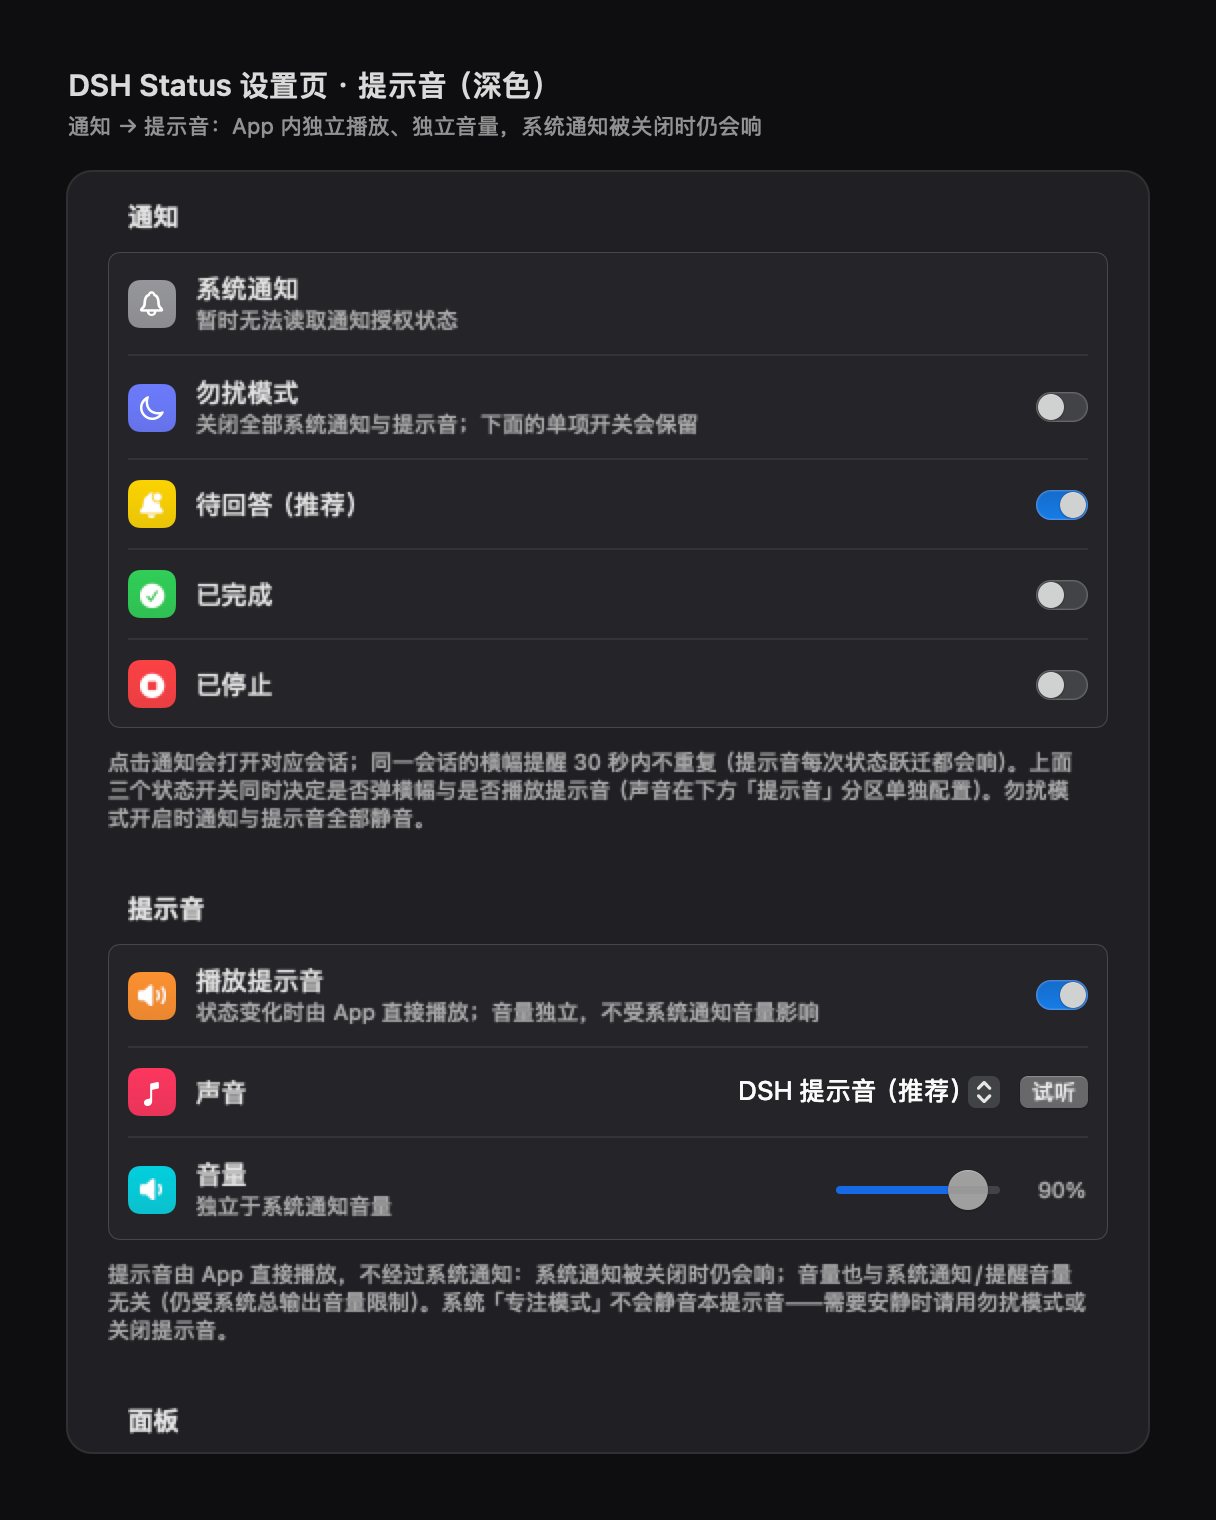 DSH Status 设置页 · 提示音（深色）
通知 → 提示音：App 内独立播放、独立音量，系统通知被关闭时仍会响
通知
系统通知
暂时无法读取通知授权状态
勿扰模式
关闭全部系统通知与提示音；下面的单项开关会保留
待回答（推荐）
已完成
已停止
点击通知会打开对应会话；同一会话的横幅提醒 30 秒内不重复（提示音每次状态跃迁都会响）。上面
三个状态开关同时决定是否弹横幅与是否播放提示音（声音在下方「提示音」分区单独配置）。勿扰模
式开启时通知与提示音全部静音。
提示音
播放提示音
状态变化时由 App 直接播放；音量独立，不受系统通知音量影响
声音
DSH 提示音（推荐）
试听
音量
独立于系统通知音量
90%
提示音由 App 直接播放，不经过系统通知：系统通知被关闭时仍会响；音量也与系统通知/提醒音量
无关（仍受系统总输出音量限制）。系统「专注模式」不会静音本提示音——需要安静时请用勿扰模式或
关闭提示音。
面板